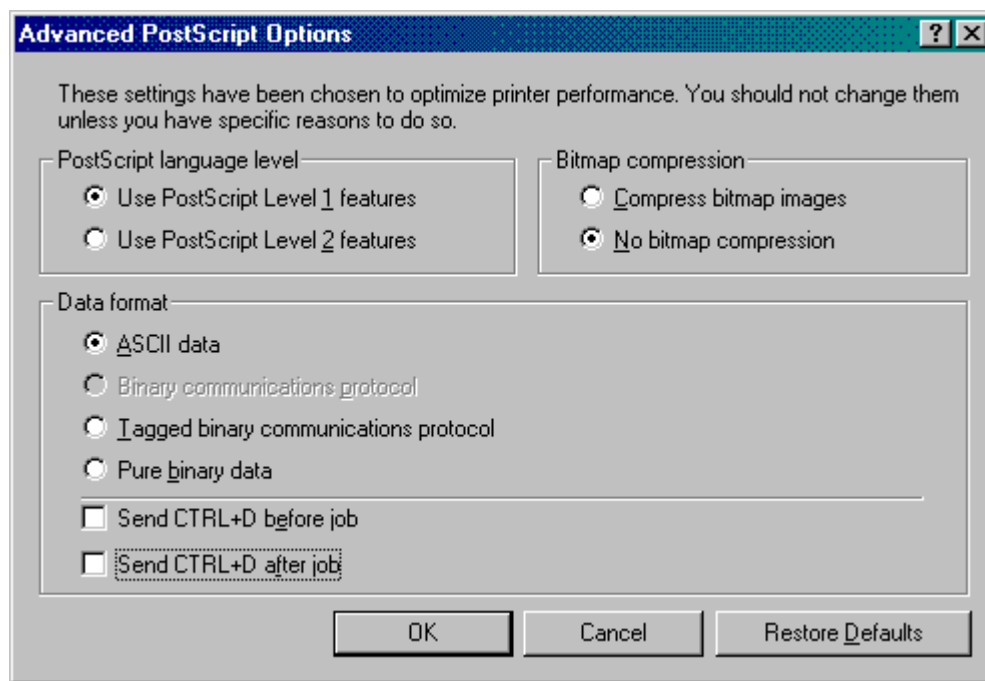 Advanced PostScript Options
These settings have been chosen to optimize printer performance. You should not change them
unless you have specific reasons to do so.
PostScript language level
Use PostScript Level 1 features
Use PostScript Level 2 features
Bitmap compression
Compress bitmap images
No bitmap compression
Data format
ASCII data
Binary communications protocol
Tagged binary communications protocol
Pure binary data
Send CTRL+D before job
Send CTRL+D after job
OK Cancel Restore Defaults